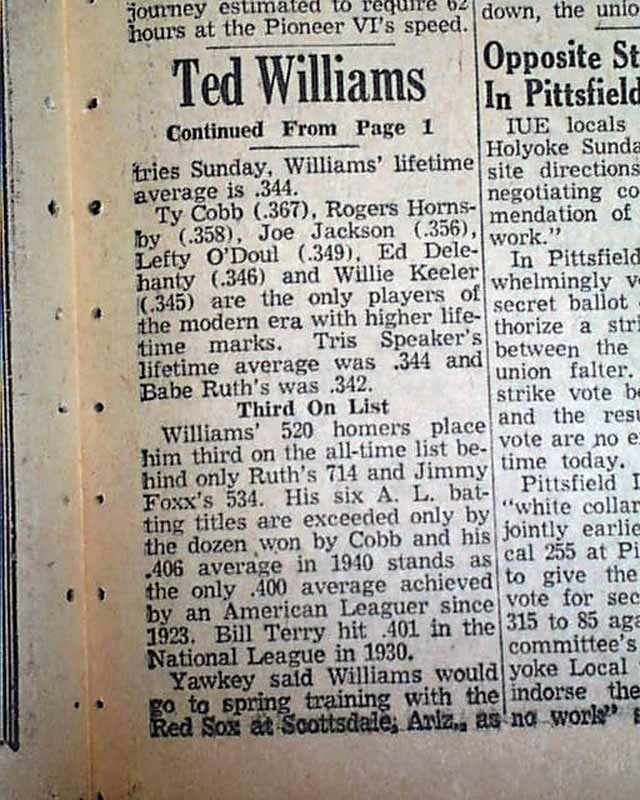 journey estimated to require 62
hours at the Pioneer VI's speed.
Ted Williams
Continued From Page 1
tries Sunday, Williams' lifetime
average is .344.
Ty Cobb (.367), Rogers Horns-
by (.358), Joe Jackson (.356),
Lefty O'Doul (.349), Ed Dele-
hanty (.346) and Willie Keeler
(.345) are the only players of
the modern era with higher life-
time marks. Tris Speaker's
lifetime average was .344 and
Babe Ruth's was .342.
Third On List
Williams' 520 homers place
him third on the all-time list be-
hind only Ruth's 714 and Jimmy
Foxx's 534. His six A. L. bat-
ting titles are exceeded only by
the dozen won by Cobb and his
.406 average in 1940 stands as
the only .400 average achieved
by an American Leaguer since
1923. Bill Terry hit .401 in the
National League in 1930.
Yawkey said Williams would
go to spring training with the
Red Sox at Scottsdale, Ariz., as
down, the unio
Opposite St
In Pittsfield
IUE locals
Holyoke Sunda
site directions
negotiating co
mendation of
work."
In Pittsfield
whelmingly v
secret ballot
thorize a stri
between the
union falter.
strike vote b
and the res
vote are no e
time today.
Pittsfield
"white collar
jointly earlie
cal 255 at Pi
to give the
vote for sec
315 to 85 aga
committee's
yoke Local
indorse the
no work"